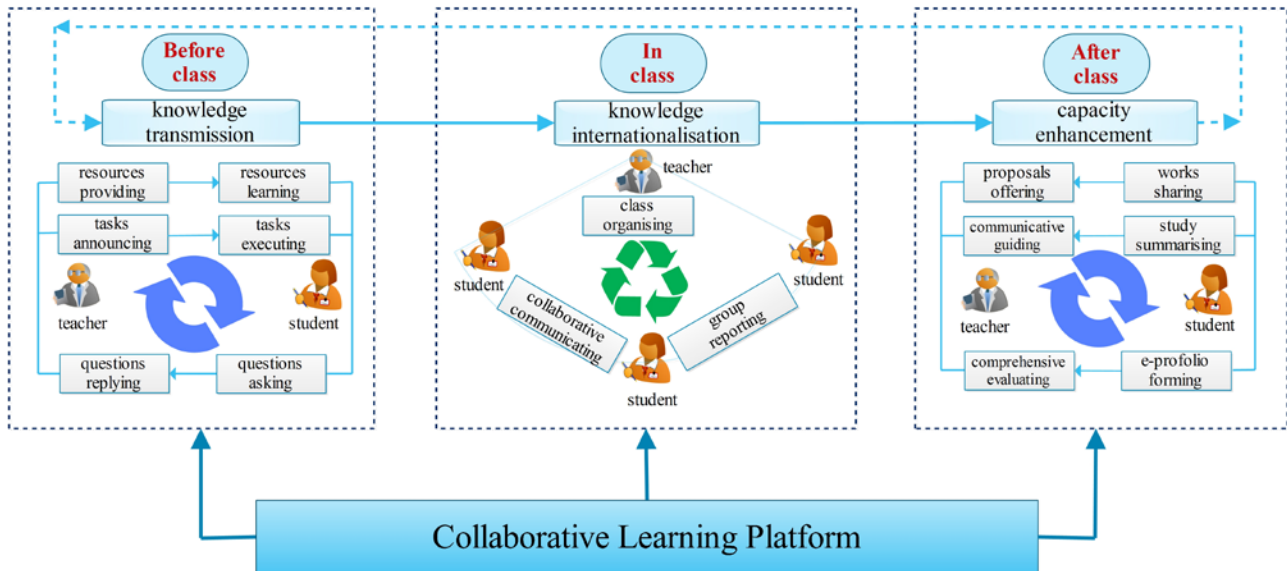 Before
class
In
class
After
class
knowledge
transmission
knowledge
internationalisation
capacity
enhancement
resources
providing
resources
learning
tasks
announcing
tasks
executing
teacher
student
questions
replying
questions
asking
teacher
class
organising
student
student
collaborative
communicating
group
reporting
student
proposals
offering
works
sharing
communicative
guiding
study
summarising
teacher
student
comprehensive
evaluating
e-profolio
forming
Collaborative Learning Platform